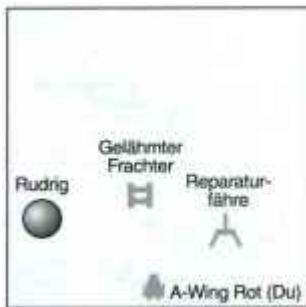 Gelähmter
Frachter
Rudrig
Reparatur-
fähre
A-Wing Rot (Du)